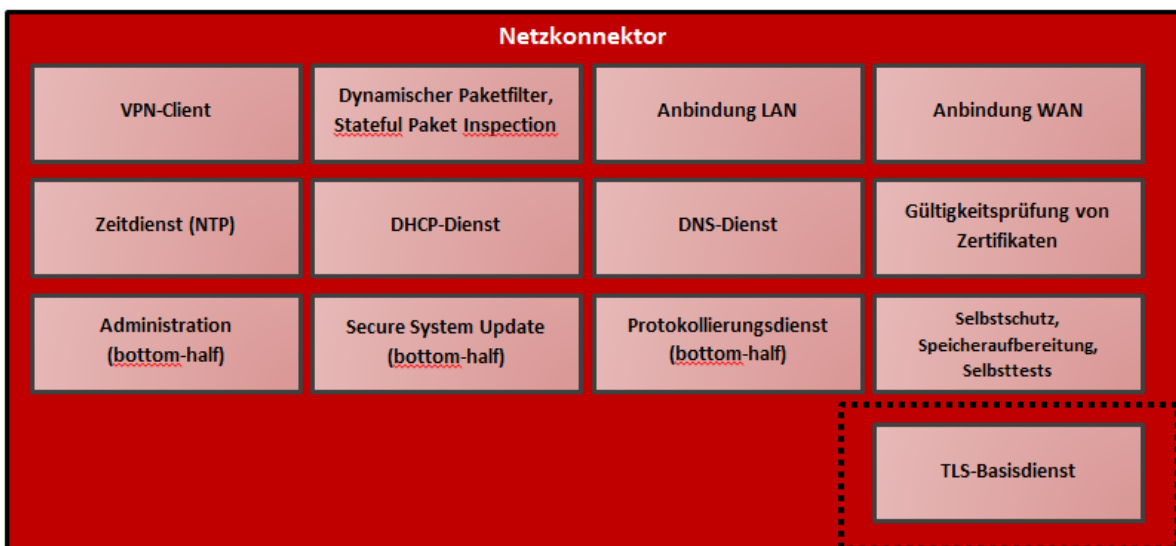 Netzkonnektor
VPN-Client
Dynamischer Paketfilter,
Stateful Paket Inspection
Anbindung LAN
Anbindung WAN
Zeitdienst (NTP)
DHCP-Dienst
DNS-Dienst
Gültigkeitsprüfung von
Zertifikaten
Administration
(bottom-half)
Secure System Update
(bottom-half)
Protokollierungsdienst
(bottom-half)
Selbstschutz,
Speicheraufbereitung,
Selbsttests
TLS-Basisdienst